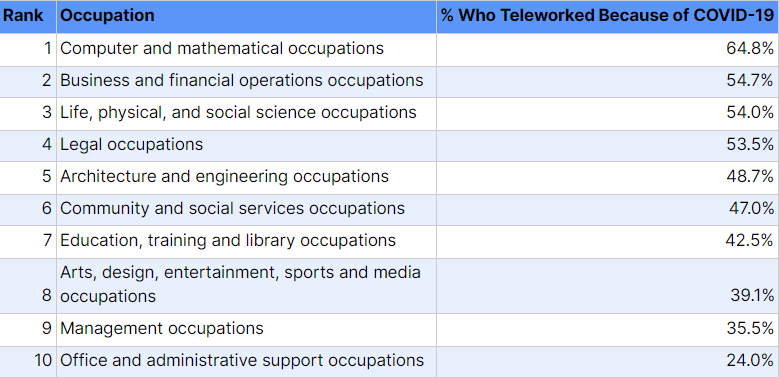 Rank Occupation % Who Teleworked Because of COVID-19
1 Computer and mathematical occupations 64.8%
2 Business and financial operations occupations 54.7%
3 Life, physical, and social science occupations 54.0%
4 Legal occupations 53.5%
5 Architecture and engineering occupations 48.7%
6 Community and social services occupations 47.0%
7 Education, training and library occupations 42.5%
Arts, design, entertainment, sports and media
8 occupations 39.1%
9 Management occupations 35.5%
10 Office and administrative support occupations 24.0%